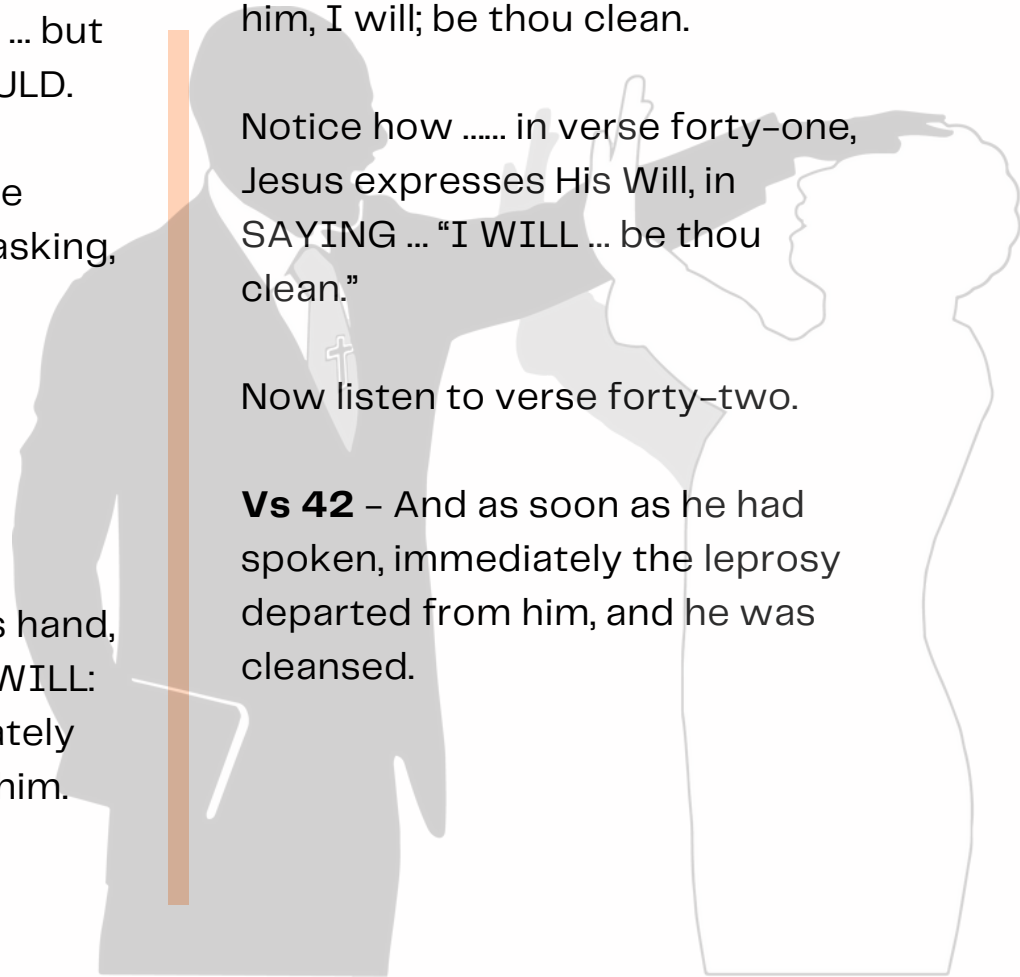 ... but
ULD.
e
asking,
s hand,
WILL:
ately
him.
him, I will; be thou clean.
Notice how ...... in verse forty-one,
Jesus expresses His Will, in
SAYING ... “I WILL ... be thou
clean.”
Now listen to verse forty-two.
Vs 42 – And as soon as he had
spoken, immediately the leprosy
departed from him, and he was
cleansed.